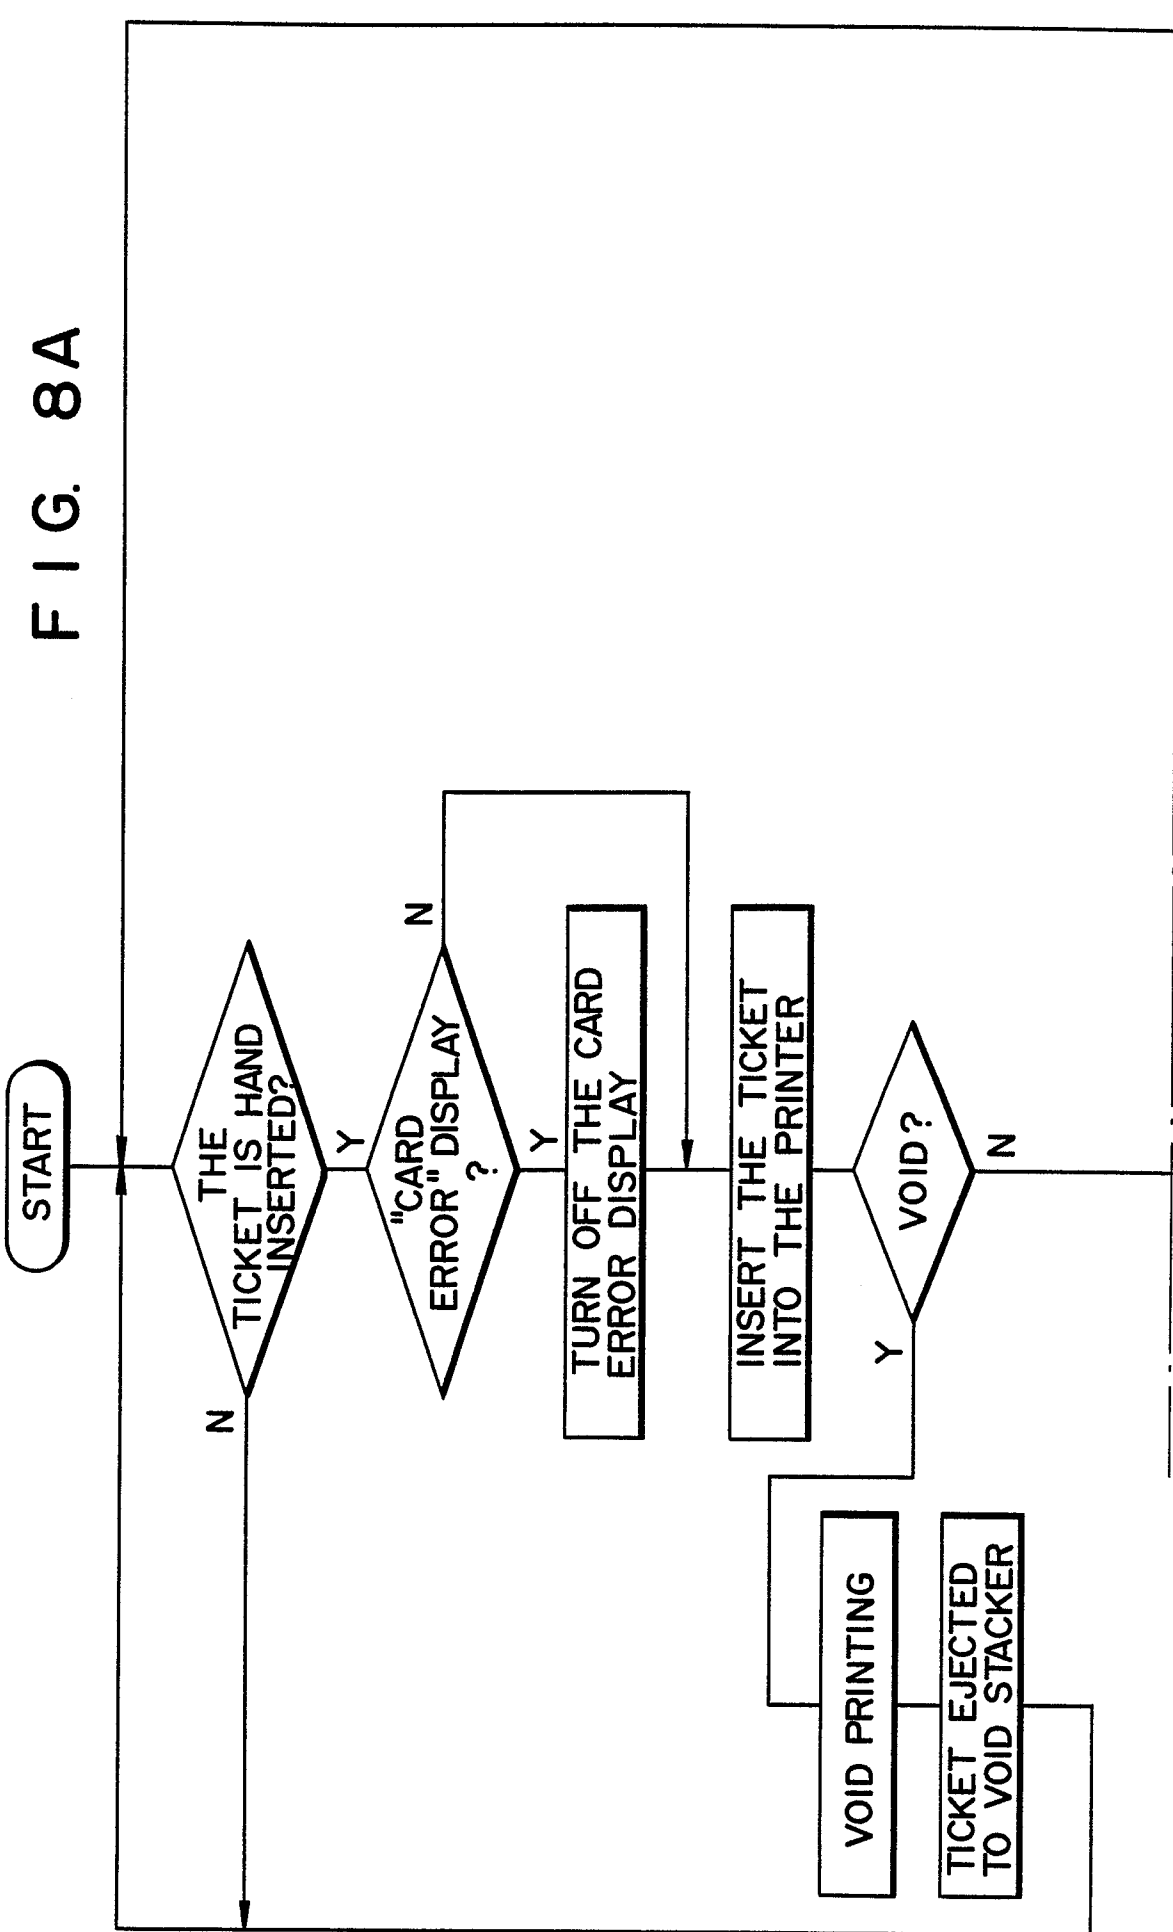 FIG. 8A
START
THE
TICKET IS HAND
INSERTED?
N
Y
"CARD
ERROR" DISPLAY
?
N
Y
TURN OFF THE CARD
ERROR DISPLAY
INSERT THE TICKET
INTO THE PRINTER
VOID?
Y
N
VOID PRINTING
TICKET EJECTED
TO VOID STACKER